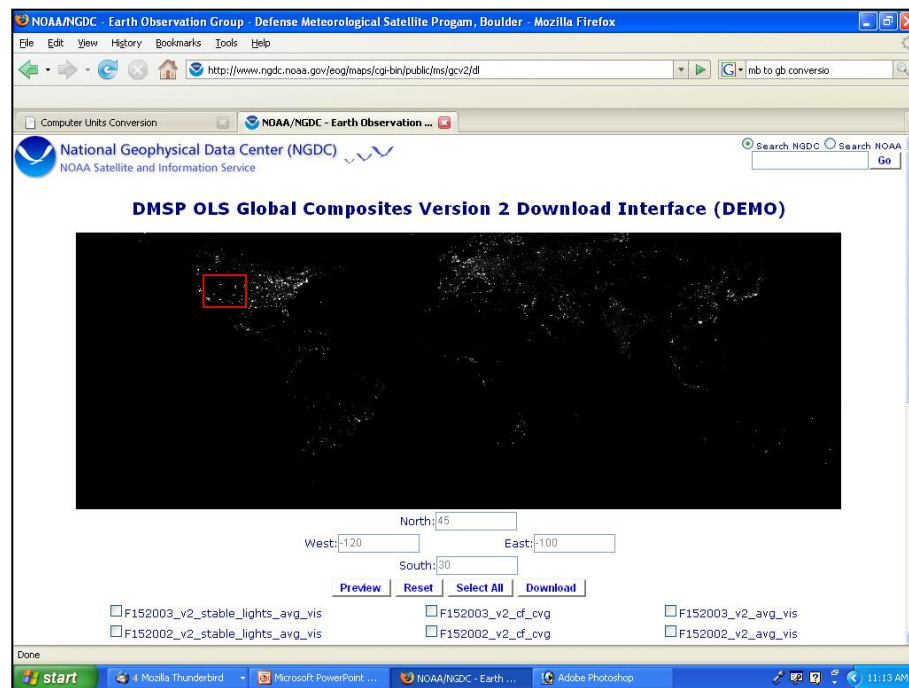 NOAA/NGDC - Earth Observation Group - Defense Meteorological Satellite Progam, Boulder - Mozilla Firefox
File Edit View History Bookmarks Tools Help
http://www.ngdc.noaa.gov/eog/maps/cgi-bin/public/ms/gcv2/dl
G mb to gb conversio
Computer Units Conversion
NOAA/NGDC - Earth Observation ...
National Geophysical Data Center (NGDC)
NOAA Satellite and Information Service
Search NGDC Search NOAA
Go
DMSP OLS Global Composites Version 2 Download Interface (DEMO)
North: 45
West: -120 East: -100
South: 30
Preview Reset Select All Download
F152003_v2_stable_lights_avg_vis F152003_v2_cf_cvg F152003_v2_avg_vis
F152002_v2_stable_lights_avg_vis F152002_v2_cf_cvg F152002_v2_avg_vis
Done
start 4 Mozilla Thunderbird Microsoft PowerPoint ... NOAA/NGDC - Earth ... Adobe Photoshop 11:13 AM